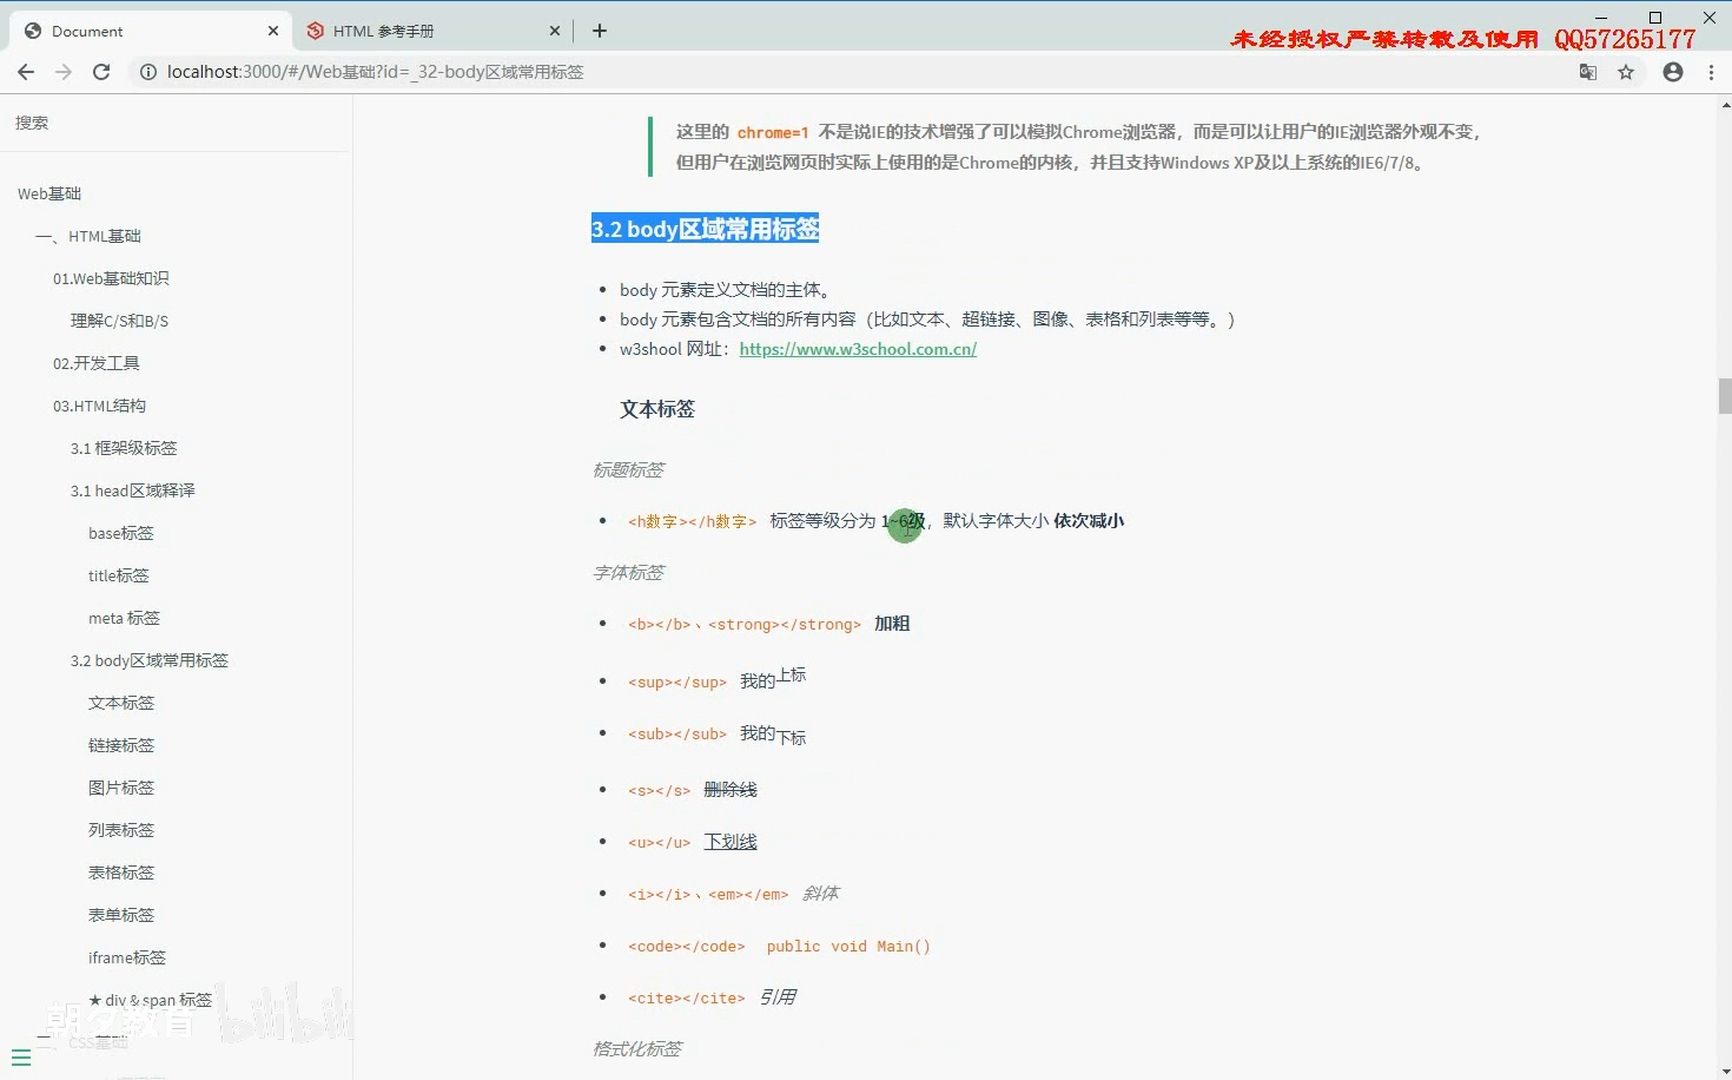 Document
HTML 参考手册
未经授权严禁转载及使用 QQ57265177
localhost:3000/#/Web基础?id=_32-body区域常用标签
搜索
Web基础
一、HTML基础
01.Web基础知识
理解C/S和B/S
02.开发工具
03.HTML结构
3.1 框架级标签
3.1 head区域释译
base标签
title标签
meta 标签
3.2 body区域常用标签
文本标签
链接标签
图片标签
列表标签
表格标签
表单标签
iframe标签
★ div & span 标签
二、CSS基础
朝夕教育 bilibili
这里的 chrome=1 不是说IE的技术增强了可以模拟Chrome浏览器，而是可以让用户的IE浏览器外观不变，
但用户在浏览网页时实际上使用的是Chrome的内核，并且支持Windows XP及以上系统的IE6/7/8。
3.2 body区域常用标签
body 元素定义文档的主体。
body 元素包含文档的所有内容（比如文本、超链接、图像、表格和列表等等。）
w3shool 网址：https://www.w3school.com.cn/
文本标签
标题标签
<h数字></h数字> 标签等级分为 1~6级，默认字体大小 依次减小
字体标签
<b></b>、<strong></strong> 加粗
<sup></sup> 我的上标
<sub></sub> 我的下标
<s></s> 删除线
<u></u> 下划线
<i></i>、<em></em> 斜体
<code></code> public void Main()
<cite></cite> 引用
格式化标签